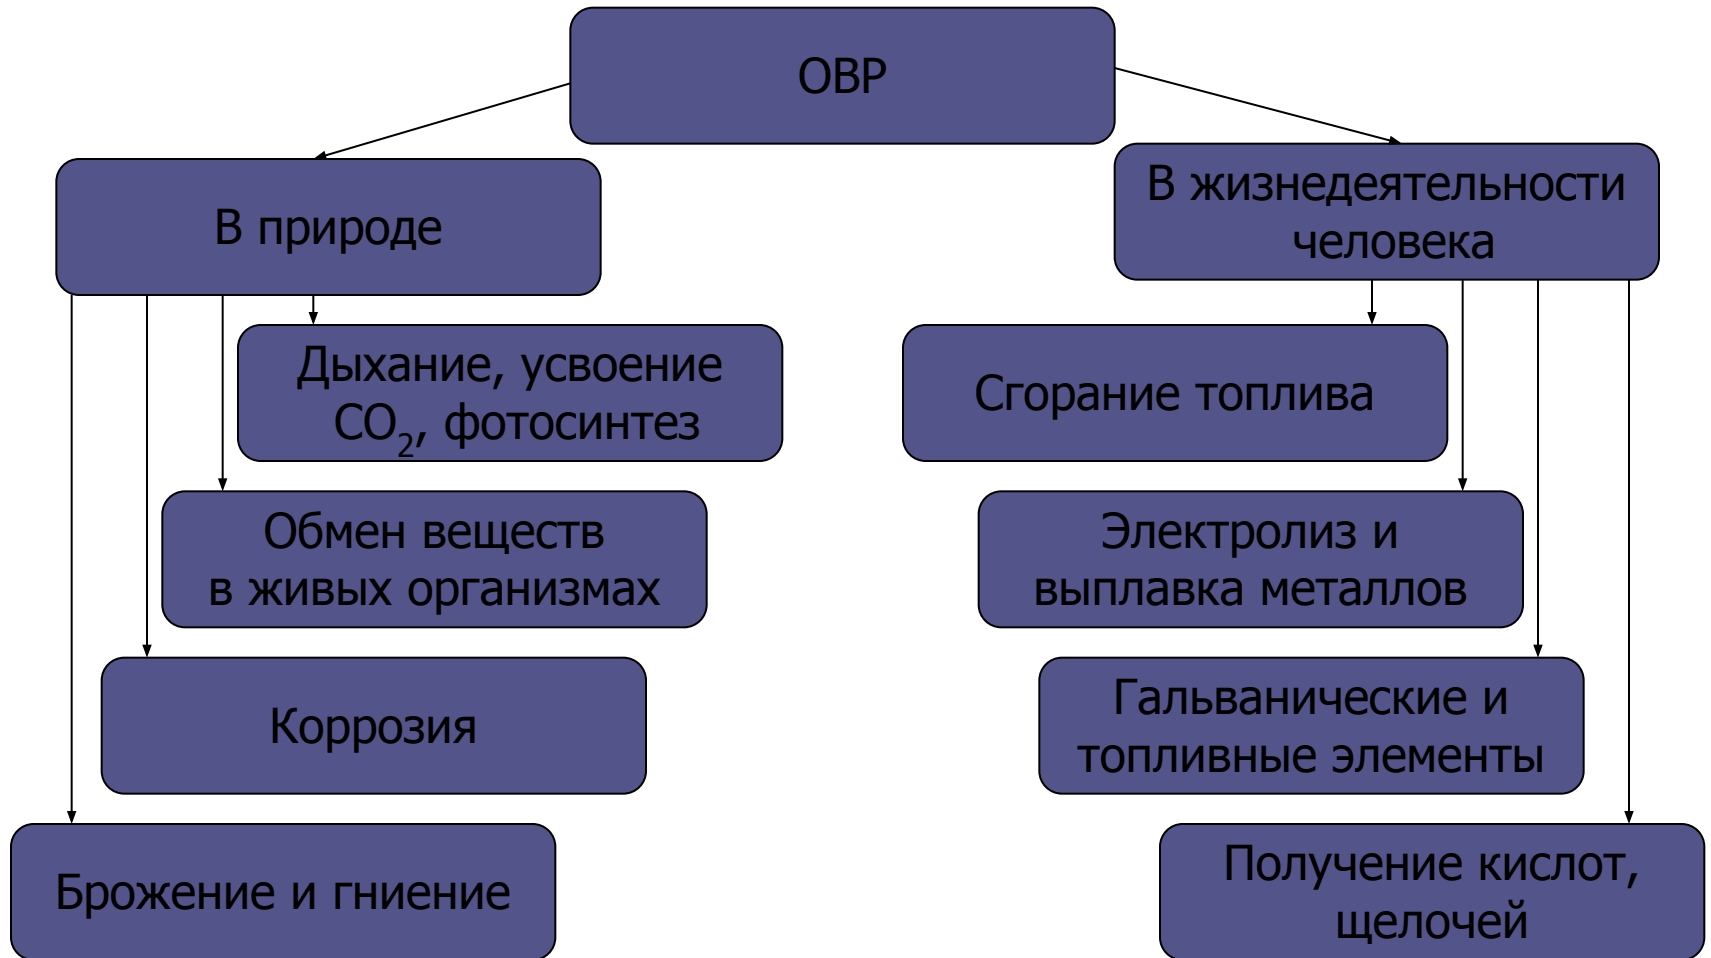 ОВР
В природе
В жизнедеятельности
человека
Дыхание, усвоение
CO₂, фотосинтез
Сгорание топлива
Обмен веществ
в живых организмах
Электролиз и
выплавка металлов
Коррозия
Гальванические и
топливные элементы
Брожение и гниение
Получение кислот,
щелочей